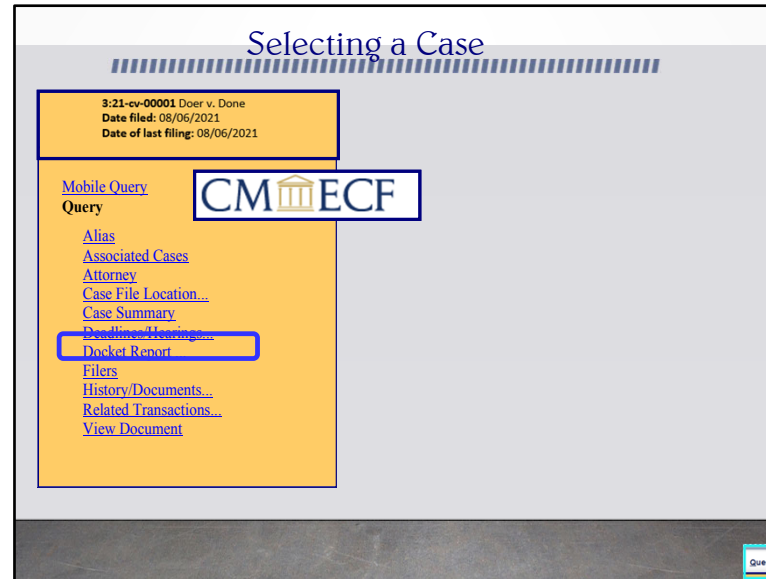 Selecting a Case
3:21-cv-00001 Doer v. Done
Date filed: 08/06/2021
Date of last filing: 08/06/2021
Mobile Query
CM ECF
Query
Alias
Associated Cases
Attorney
Case File Location...
Case Summary
Deadlines/Hearings...
Docket Report ...
Filers
History/Documents...
Related Transactions...
View Document
Que